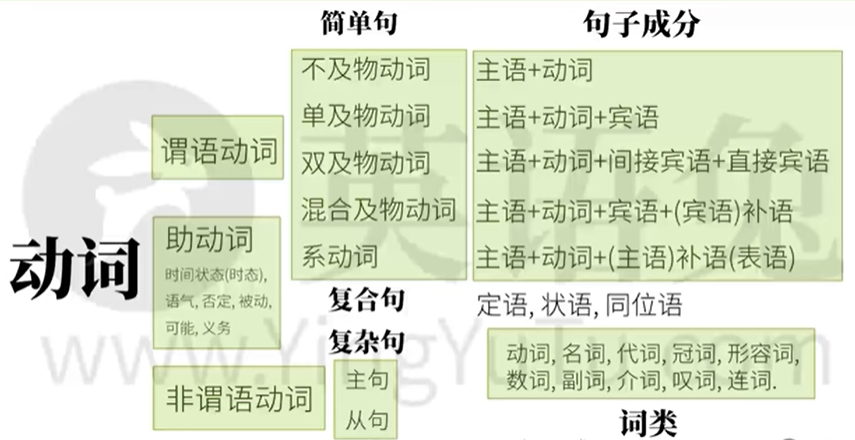 简单句
句子成分
不及物动词
主语+动词
单及物动词
主语+动词+宾语
谓语动词
双及物动词
主语+动词+间接宾语+直接宾语
混合及物动词
主语+动词+宾语+(宾语)补语
动词
助动词
时间状态(时态),
语气, 否定, 被动,
可能, 义务
系动词
主语+动词+(主语)补语(表语)
复合句
定语, 状语, 同位语
复杂句
动词, 名词, 代词, 冠词, 形容词,
数词, 副词, 介词, 叹词, 连词.
非谓语动词
主句
从句
词类
英语兔
www.YingYuTu.com